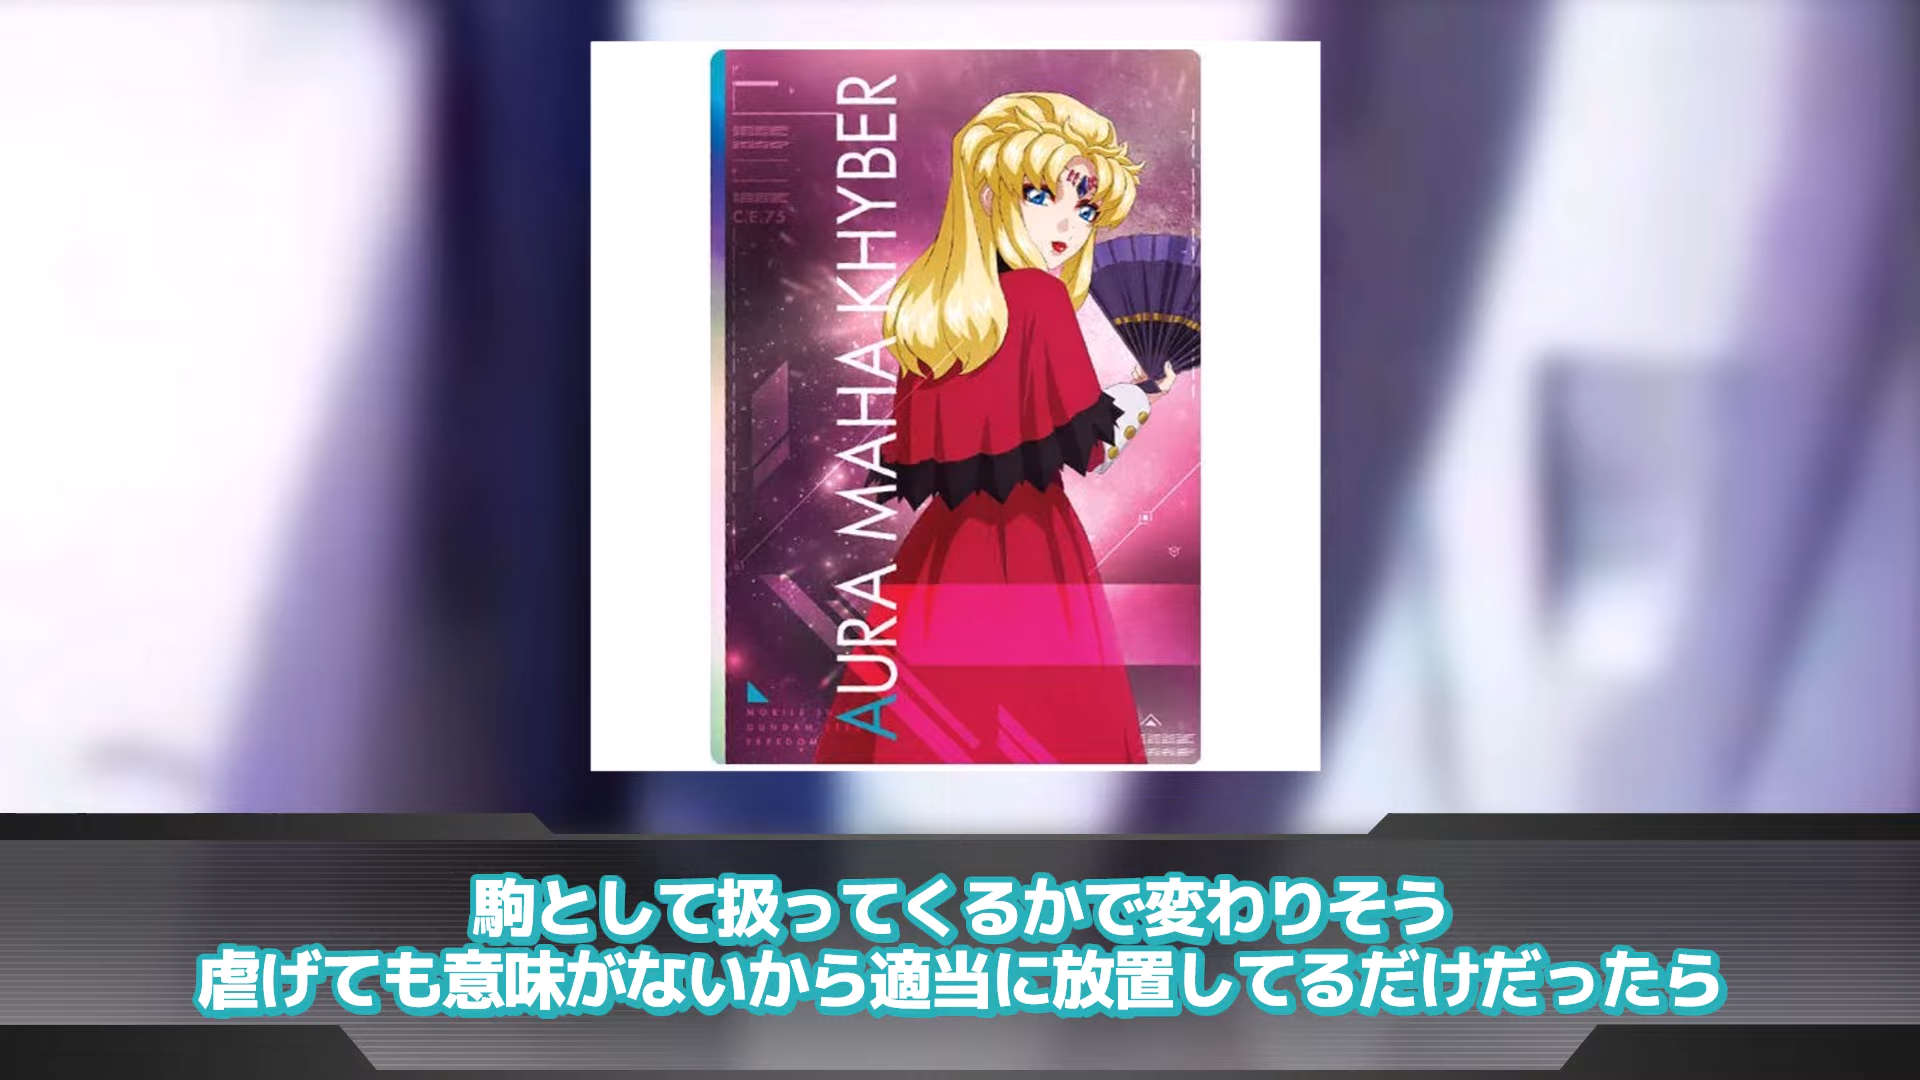 C.E.75
AURA MAHA KHYBER
駒として扱ってくるかで変わりそう
虐げても意味がないから適当に放置してるだけだったら